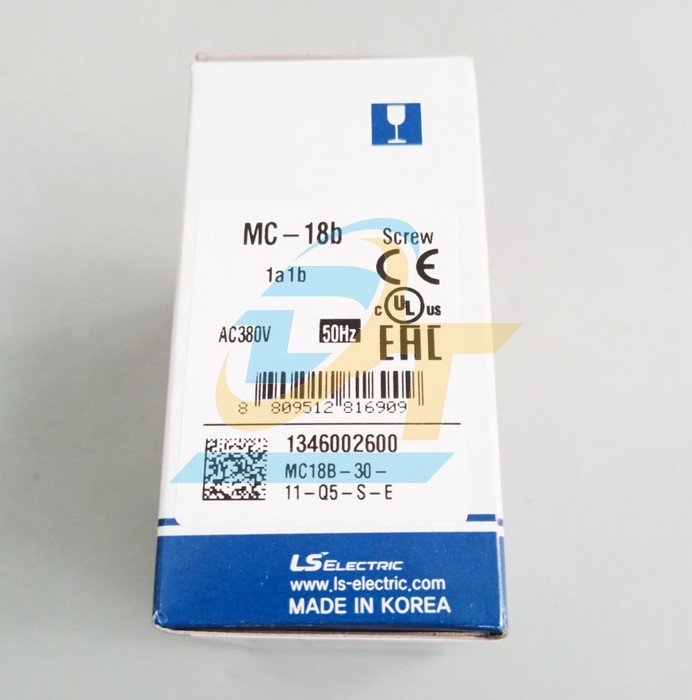 MC-18b Screw
1a1b
CE
c UL us
AC380V 50Hz EAC
8 809512 816909
1346002600
MC18B-30-
11-Q5-S-E
LS ELECTRIC
www.ls-electric.com
MADE IN KOREA
DT